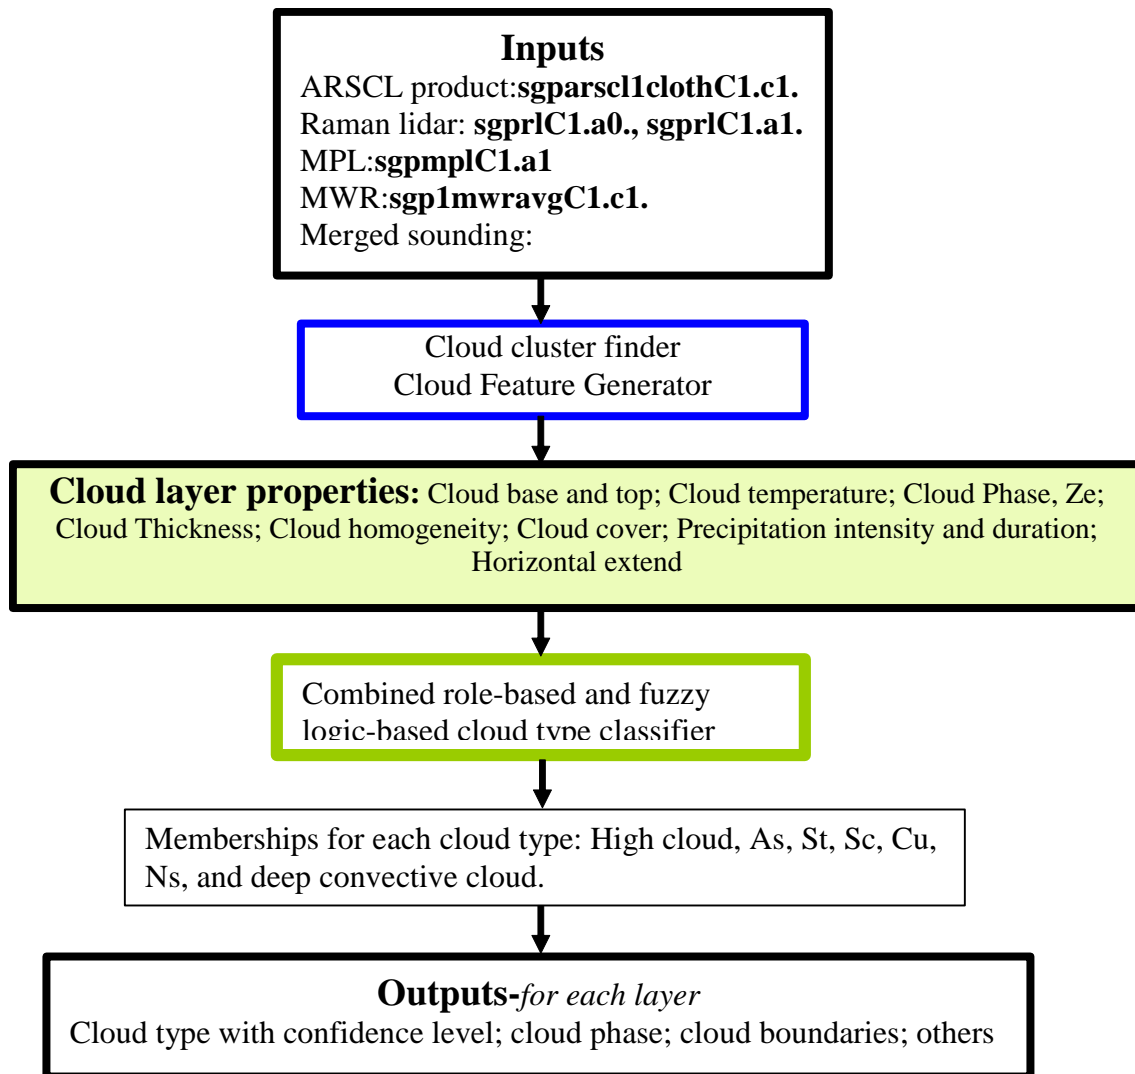 Inputs
ARSCL product:sgparscl1clothC1.c1.
Raman lidar: sgprlC1.a0., sgprlC1.a1.
MPL:sgpmplC1.a1
MWR:sgp1mwravgC1.c1.
Merged sounding:
Cloud cluster finder
Cloud Feature Generator
Cloud layer properties: Cloud base and top; Cloud temperature; Cloud Phase, Ze;
Cloud Thickness; Cloud homogeneity; Cloud cover; Precipitation intensity and duration;
Horizontal extend
Combined role-based and fuzzy
logic-based cloud type classifier
Memberships for each cloud type: High cloud, As, St, Sc, Cu,
Ns, and deep convective cloud.
Outputs-for each layer
Cloud type with confidence level; cloud phase; cloud boundaries; others